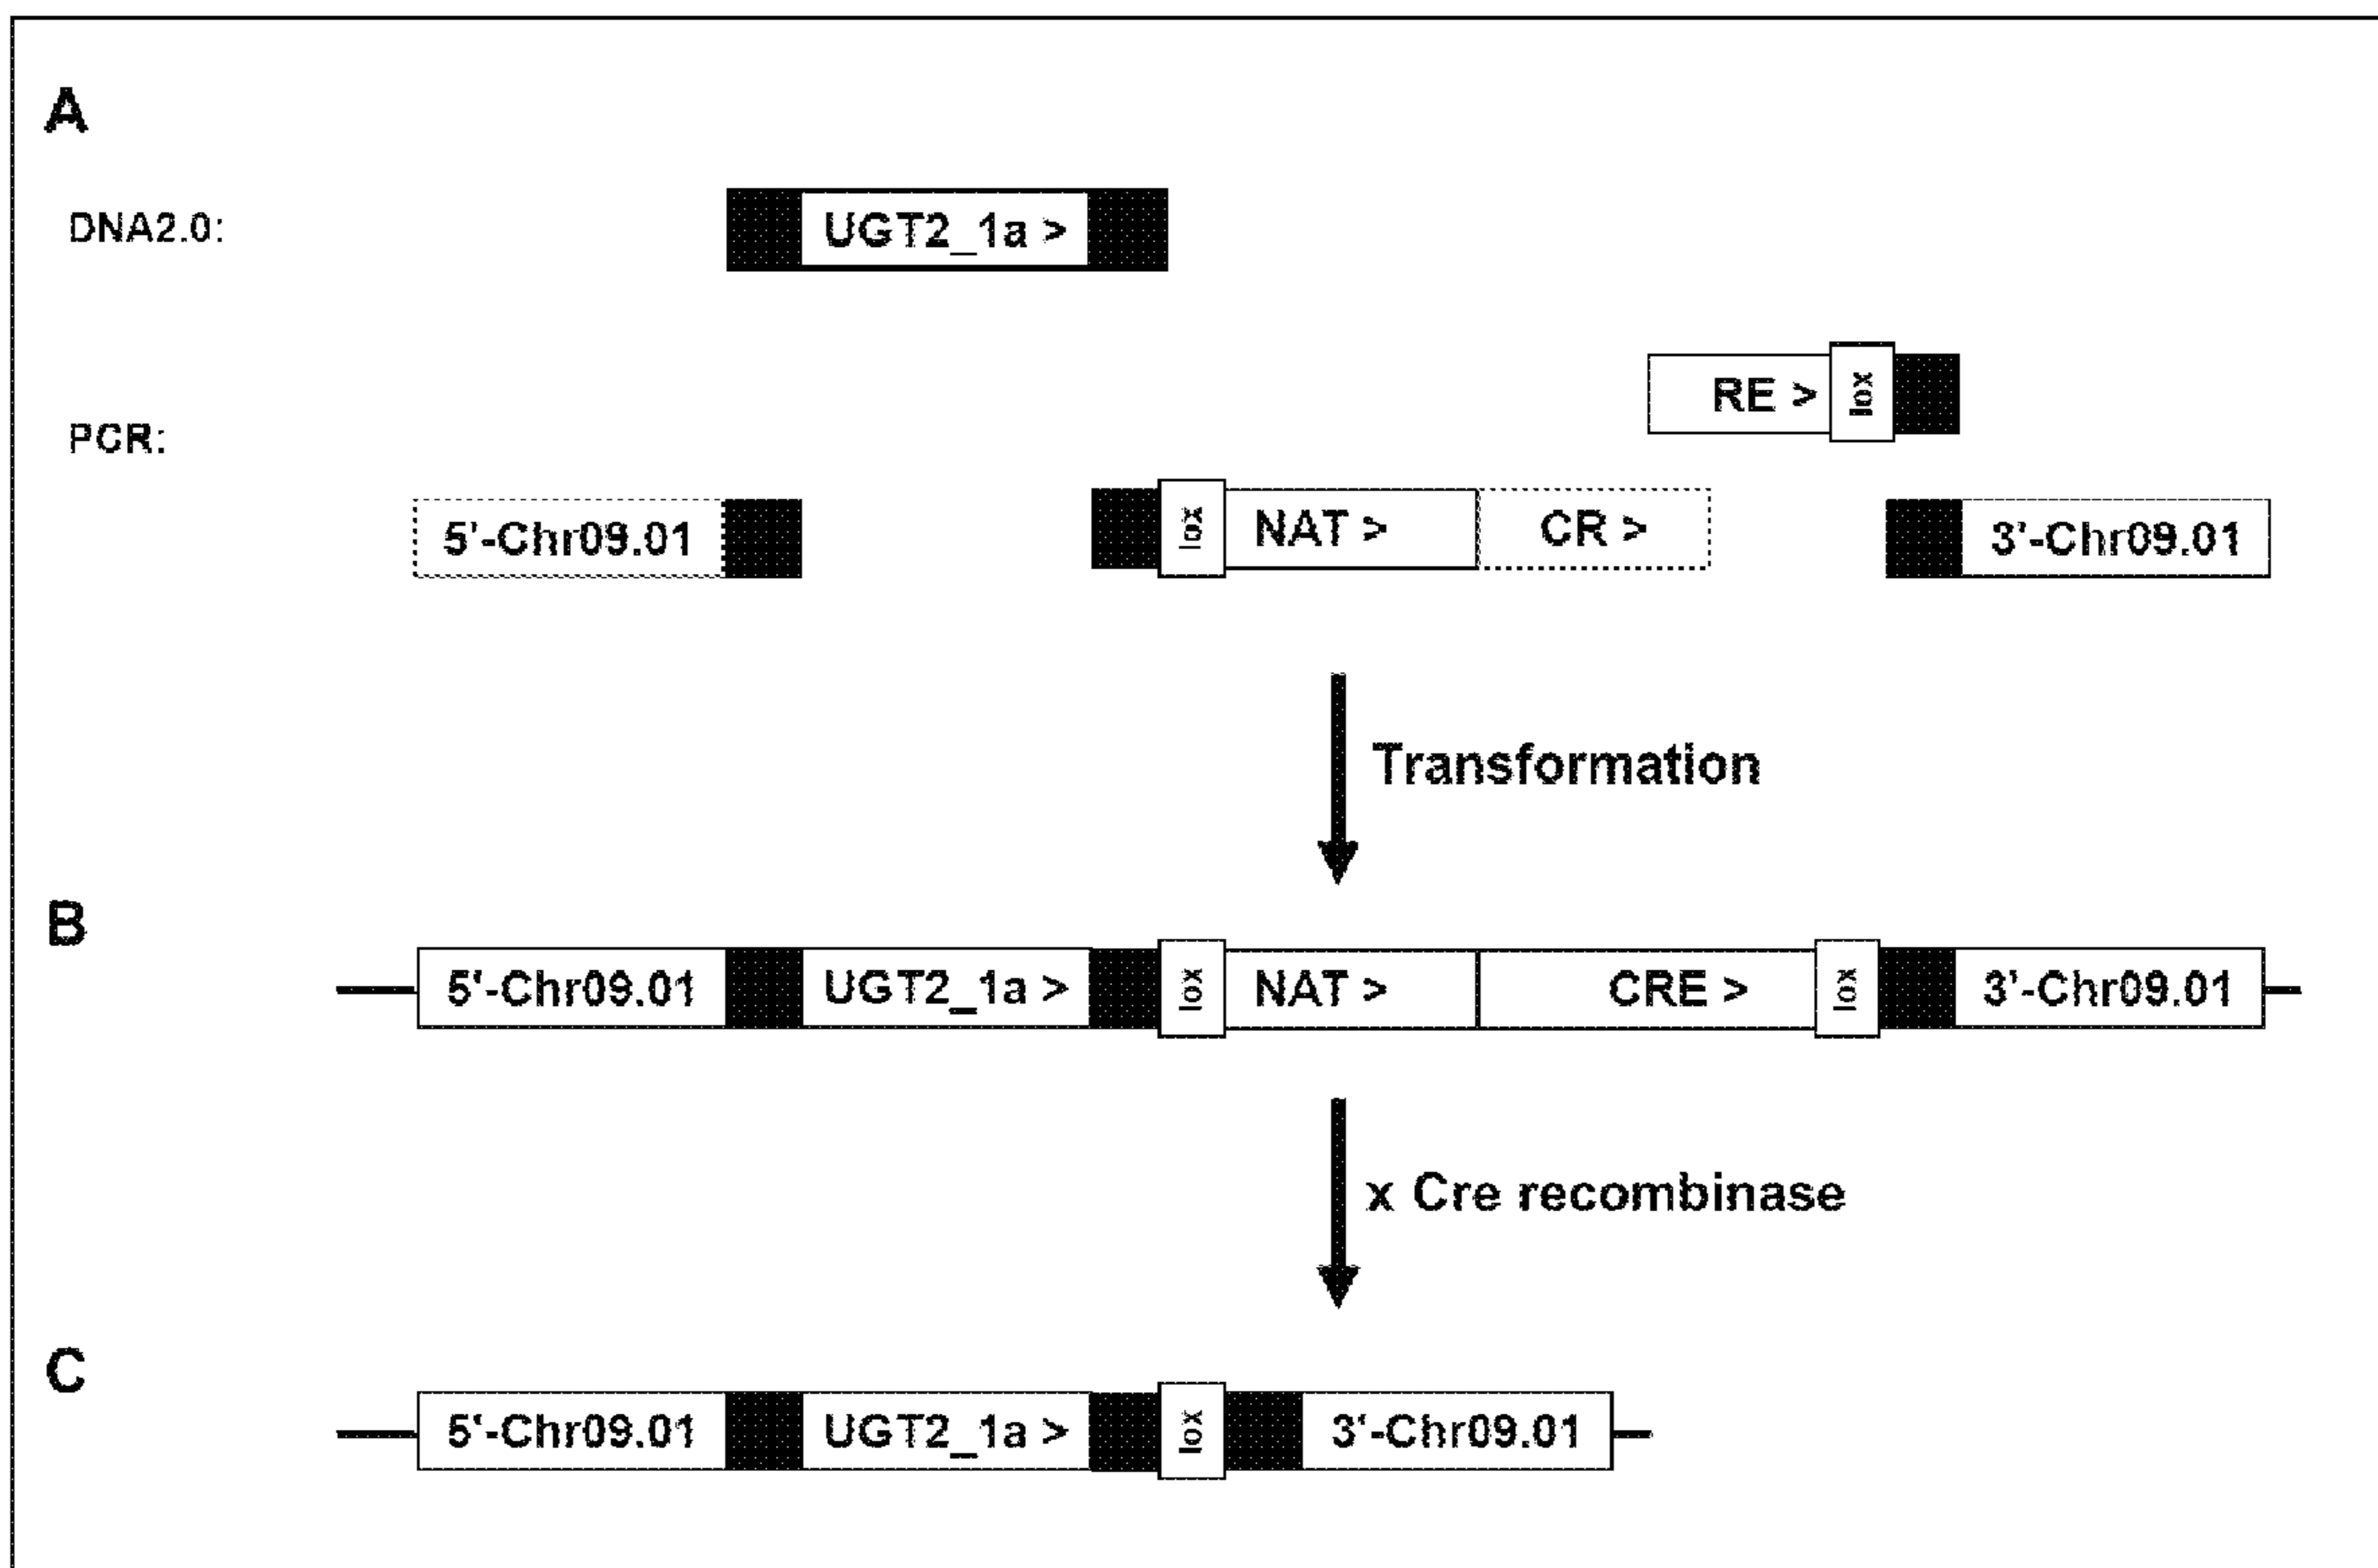 A
DNA2.0:
UGT2_1a >
RE >
lox
PCR:
5'-Chr09.01
lox
NAT >
CR >
3'-Chr09.01
Transformation
B
5'-Chr09.01
UGT2_1a >
lox
NAT >
CRE >
lox
3'-Chr09.01
x Cre recombinase
C
5'-Chr09.01
UGT2_1a >
lox
3'-Chr09.01